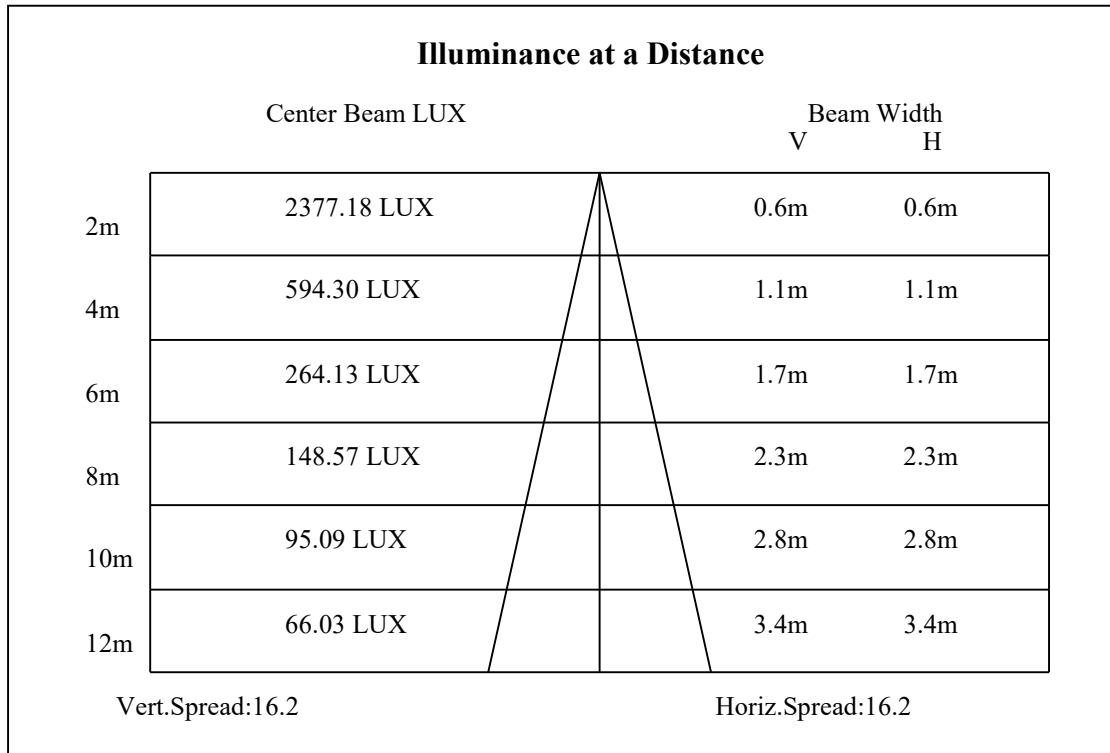 Illuminance at a Distance
Center Beam LUX Beam Width
V H
2m 2377.18 LUX 0.6m 0.6m
4m 594.30 LUX 1.1m 1.1m
6m 264.13 LUX 1.7m 1.7m
8m 148.57 LUX 2.3m 2.3m
10m 95.09 LUX 2.8m 2.8m
12m 66.03 LUX 3.4m 3.4m
Vert.Spread:16.2 Horiz.Spread:16.2